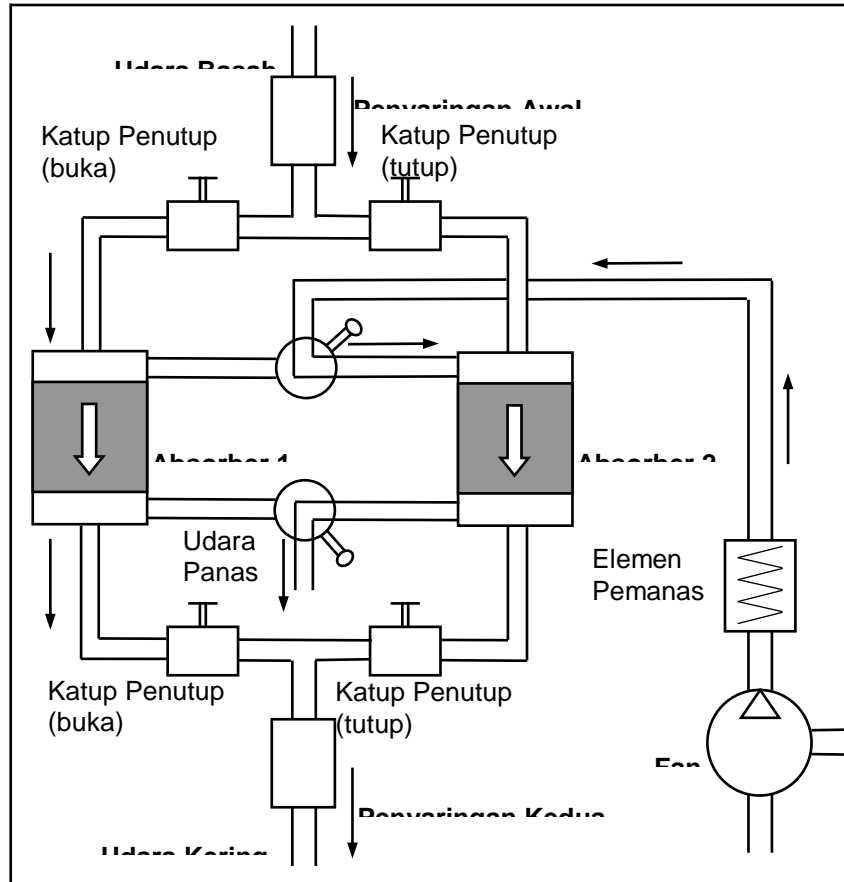 Udara Basah
Penyaringan Awal
Katup Penutup
(buka)
Katup Penutup
(tutup)
Absorber 1
Absorber 2
Udara
Panas
Elemen
Pemanas
Katup Penutup
(buka)
Katup Penutup
(tutup)
Fan
Penyaringan Kedua
Udara Kering